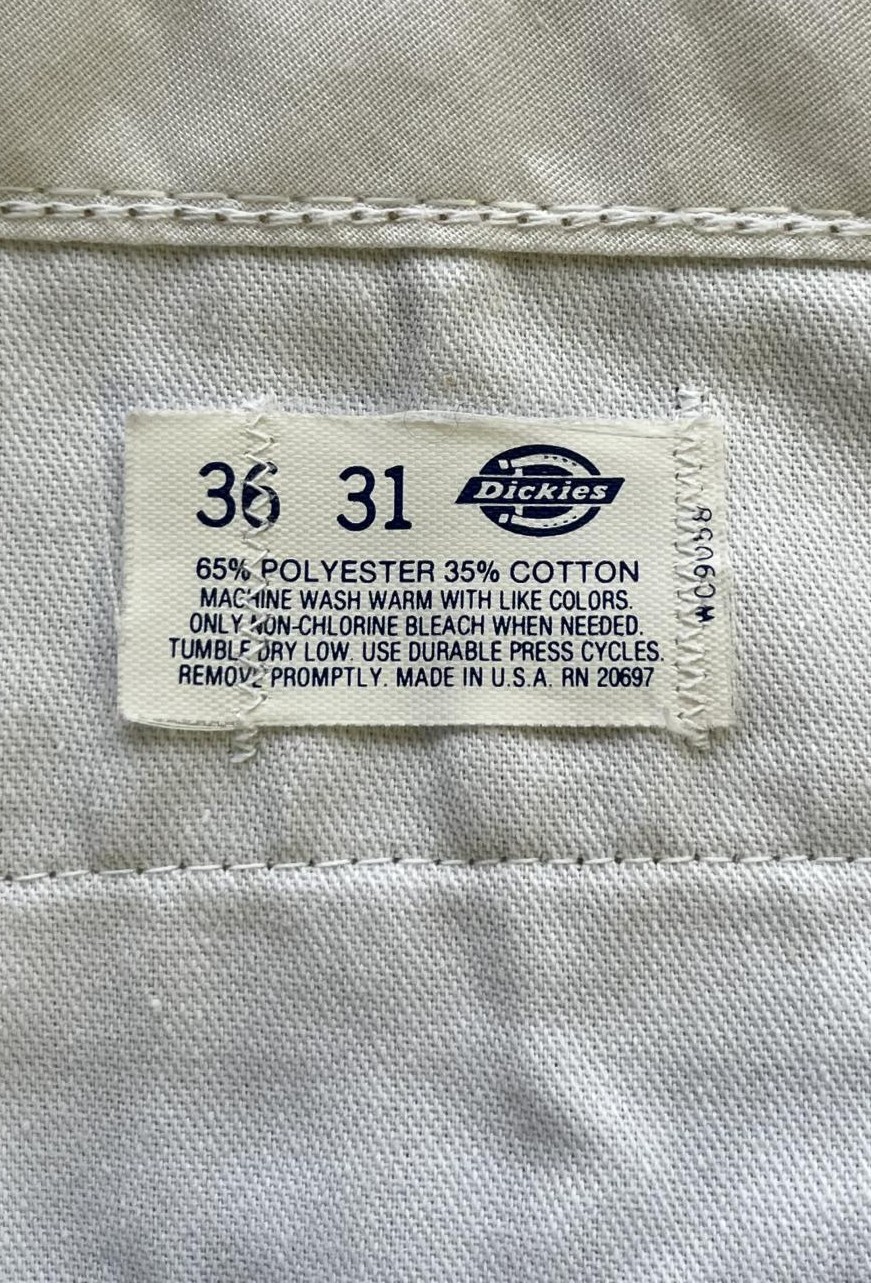 36 31 Dickies
65% POLYESTER 35% COTTON
MACHINE WASH WARM WITH LIKE COLORS.
ONLY NON-CHLORINE BLEACH WHEN NEEDED.
TUMBLE DRY LOW. USE DURABLE PRESS CYCLES.
REMOVE PROMPTLY. MADE IN U.S.A. RN 20697